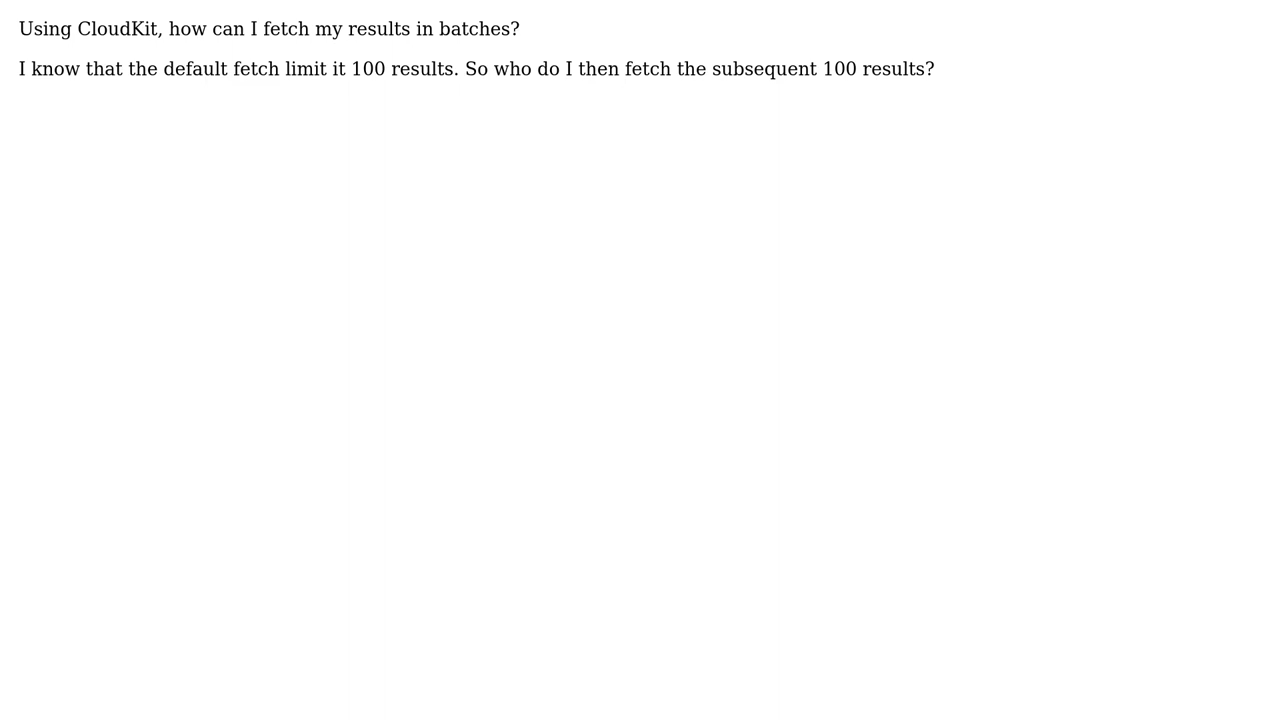 Using CloudKit, how can I fetch my results in batches?
I know that the default fetch limit it 100 results. So who do I then fetch the subsequent 100 results?